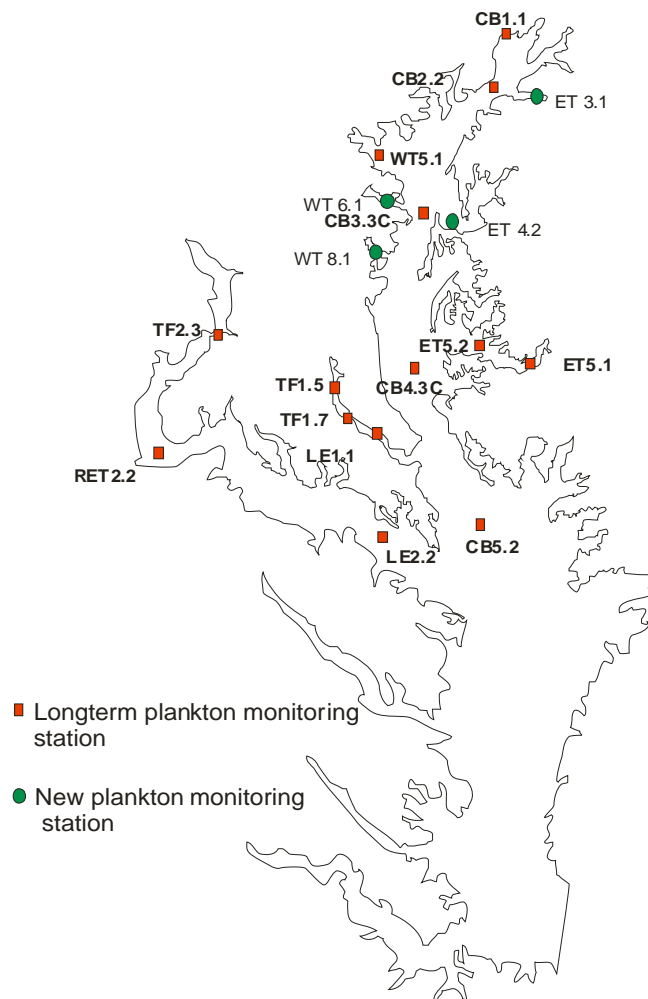 CB1.1
CB2.2
ET 3.1
WT5.1
WT 6.1
CB3.3C
ET 4.2
WT 8.1
TF2.3
ET5.2
ET5.1
CB4.3C
TF1.5
TF1.7
LE1.1
RET2.2
LE2.2
CB5.2
Longterm plankton monitoring
station
New plankton monitoring
station